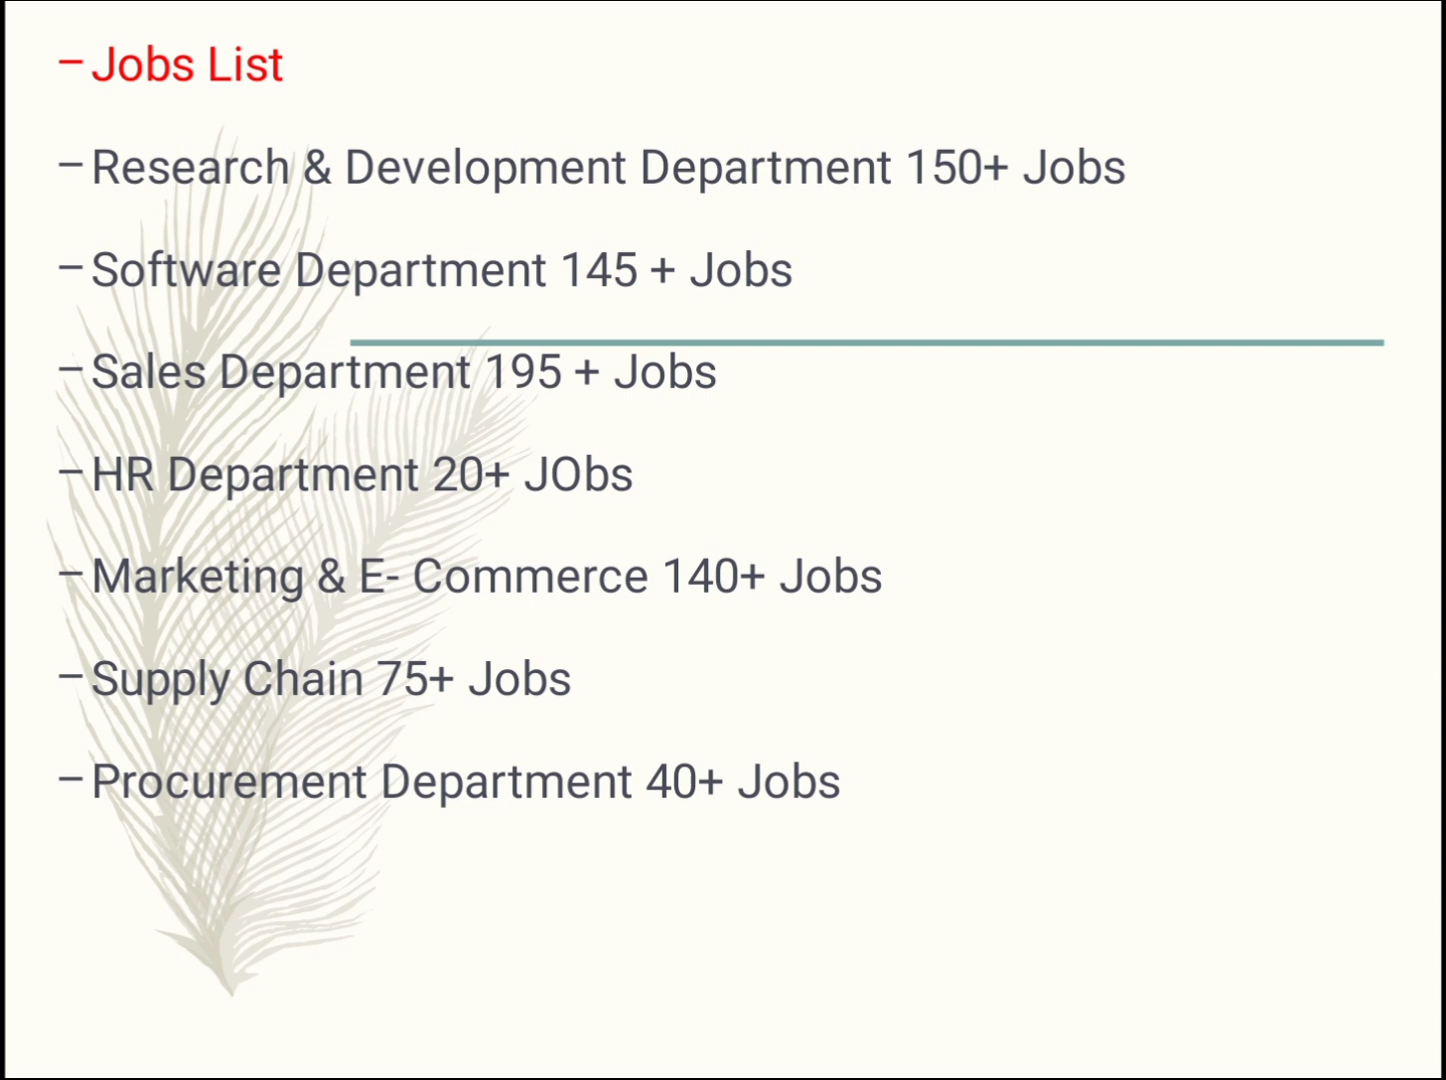 – Jobs List
– Research & Development Department 150+ Jobs
– Software Department 145 + Jobs
– Sales Department 195 + Jobs
– HR Department 20+ JObs
– Marketing & E- Commerce 140+ Jobs
– Supply Chain 75+ Jobs
– Procurement Department 40+ Jobs